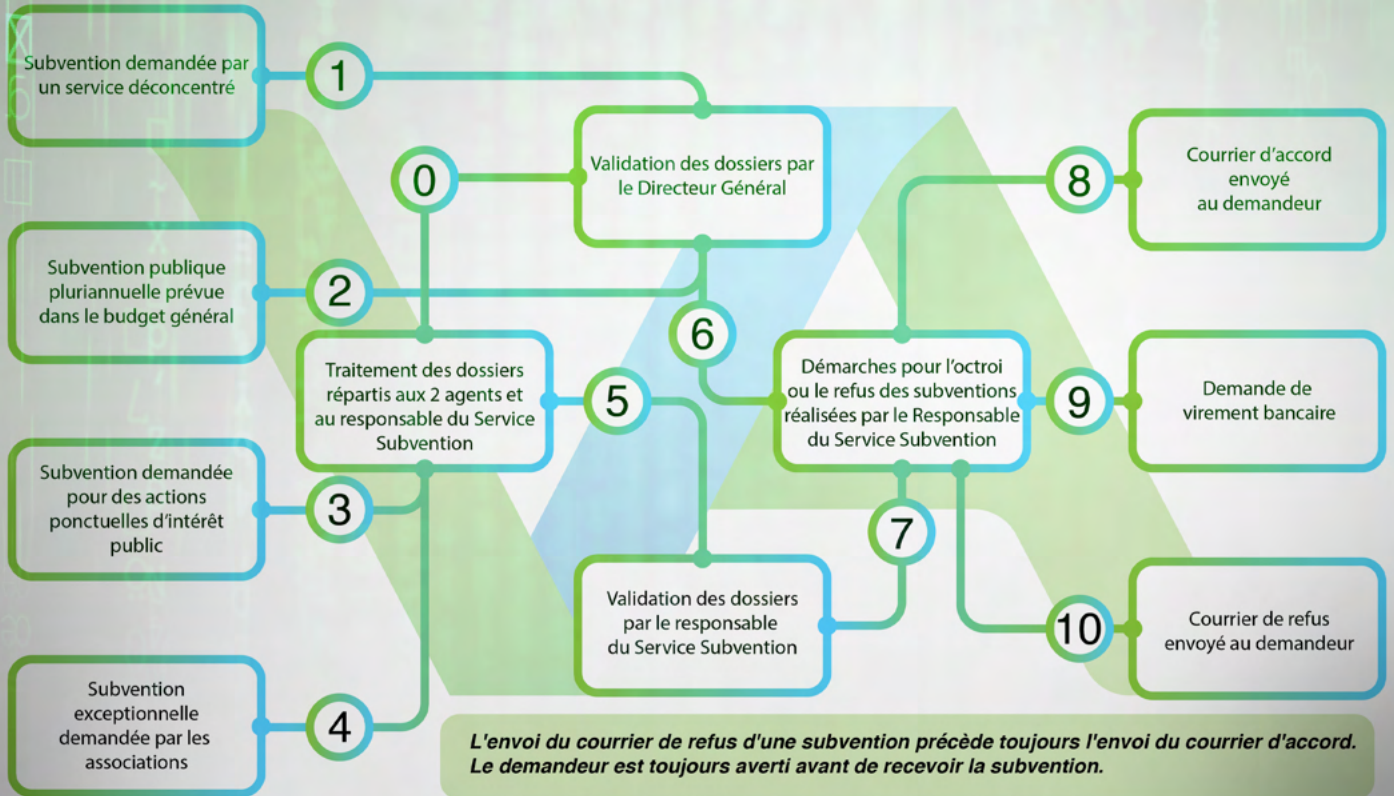 Subvention demandée par
un service déconcentré
1
Validation des dossiers par
le Directeur Général
0
8
Courrier d'accord
envoyé
au demandeur
Subvention publique
pluriannuelle prévue
dans le budget général
2
6
Traitement des dossiers
répartis aux 2 agents et
au responsable du Service
Subvention
5
Démarches pour l'octroi
ou le refus des subventions
réalisées par le Responsable
du Service Subvention
9
Demande de
virement bancaire
Subvention demandée
pour des actions
ponctuelles d'intérêt
public
3
7
Validation des dossiers
par le responsable
du Service Subvention
10
Courrier de refus
envoyé au demandeur
Subvention
exceptionnelle
demandée par les
associations
4
L'envoi du courrier de refus d'une subvention précède toujours l'envoi du courrier d'accord.
Le demandeur est toujours averti avant de recevoir la subvention.